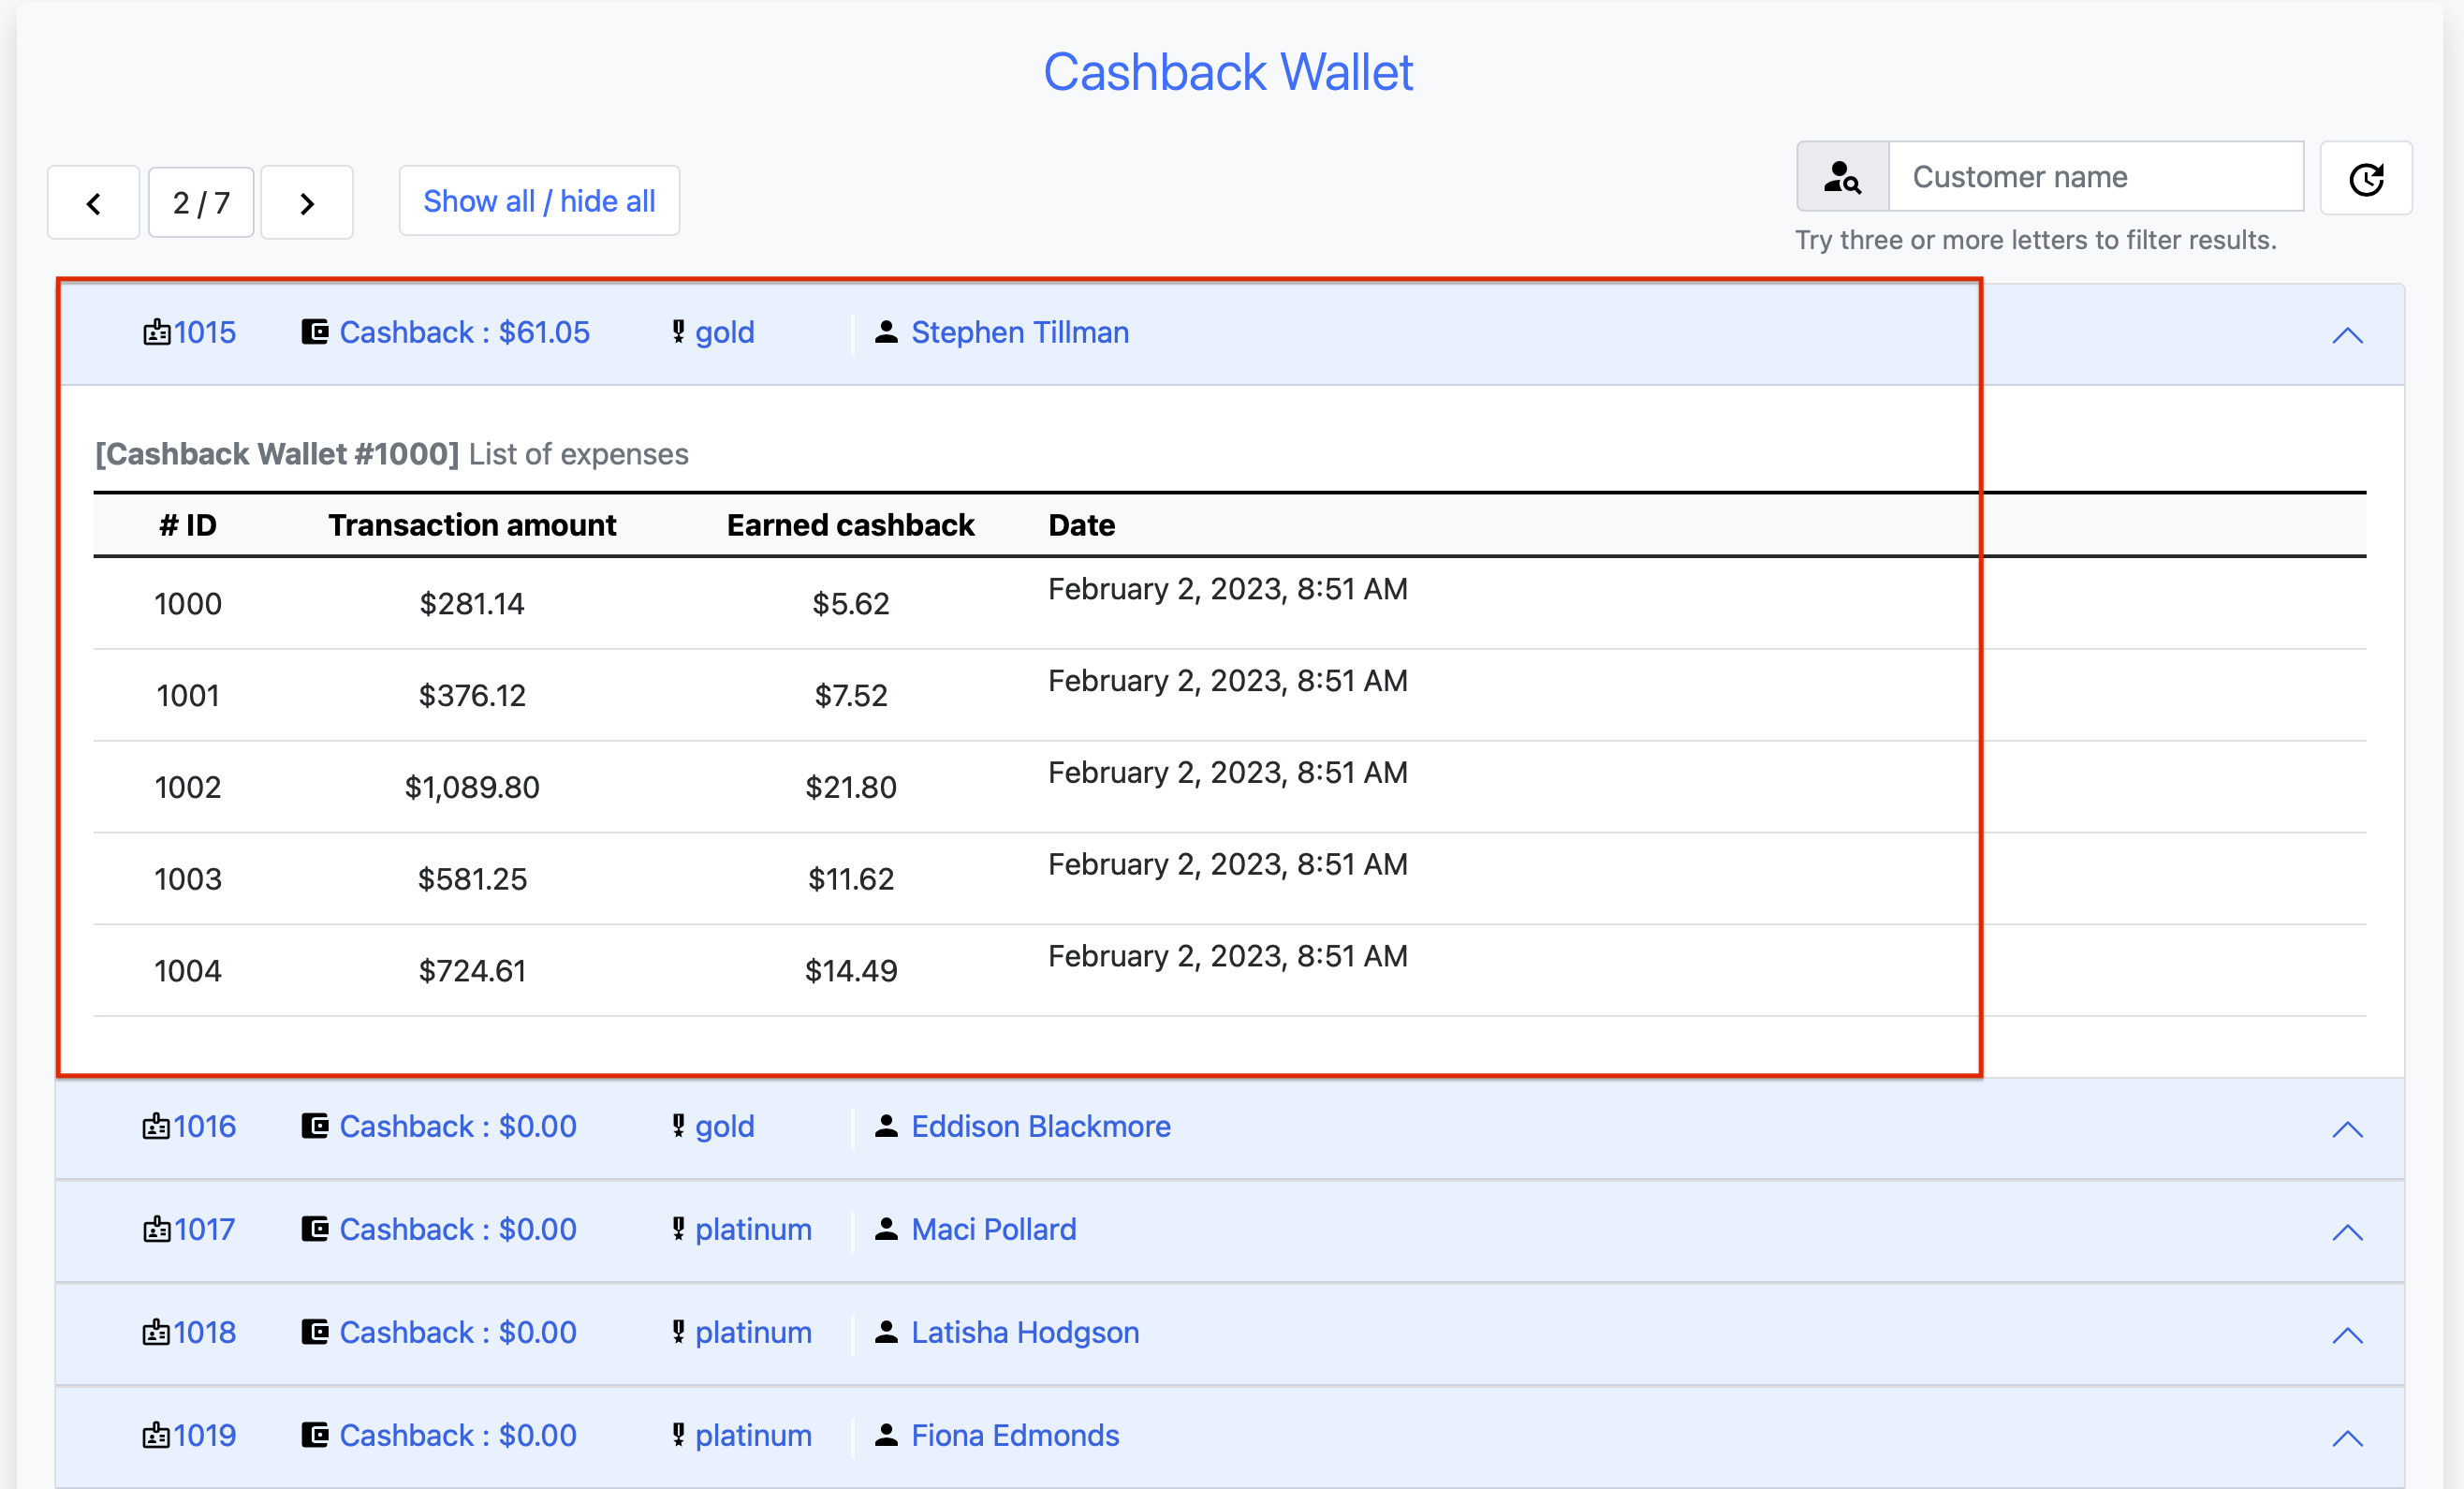 Cashback Wallet
2 / 7
Show all / hide all
Customer name
Try three or more letters to filter results.
1015 Cashback : $61.05 gold Stephen Tillman
[Cashback Wallet #1000] List of expenses
# ID Transaction amount Earned cashback Date
1000 $281.14 $5.62 February 2, 2023, 8:51 AM
1001 $376.12 $7.52 February 2, 2023, 8:51 AM
1002 $1,089.80 $21.80 February 2, 2023, 8:51 AM
1003 $581.25 $11.62 February 2, 2023, 8:51 AM
1004 $724.61 $14.49 February 2, 2023, 8:51 AM
1016 Cashback : $0.00 gold Eddison Blackmore
1017 Cashback : $0.00 platinum Maci Pollard
1018 Cashback : $0.00 platinum Latisha Hodgson
1019 Cashback : $0.00 platinum Fiona Edmonds